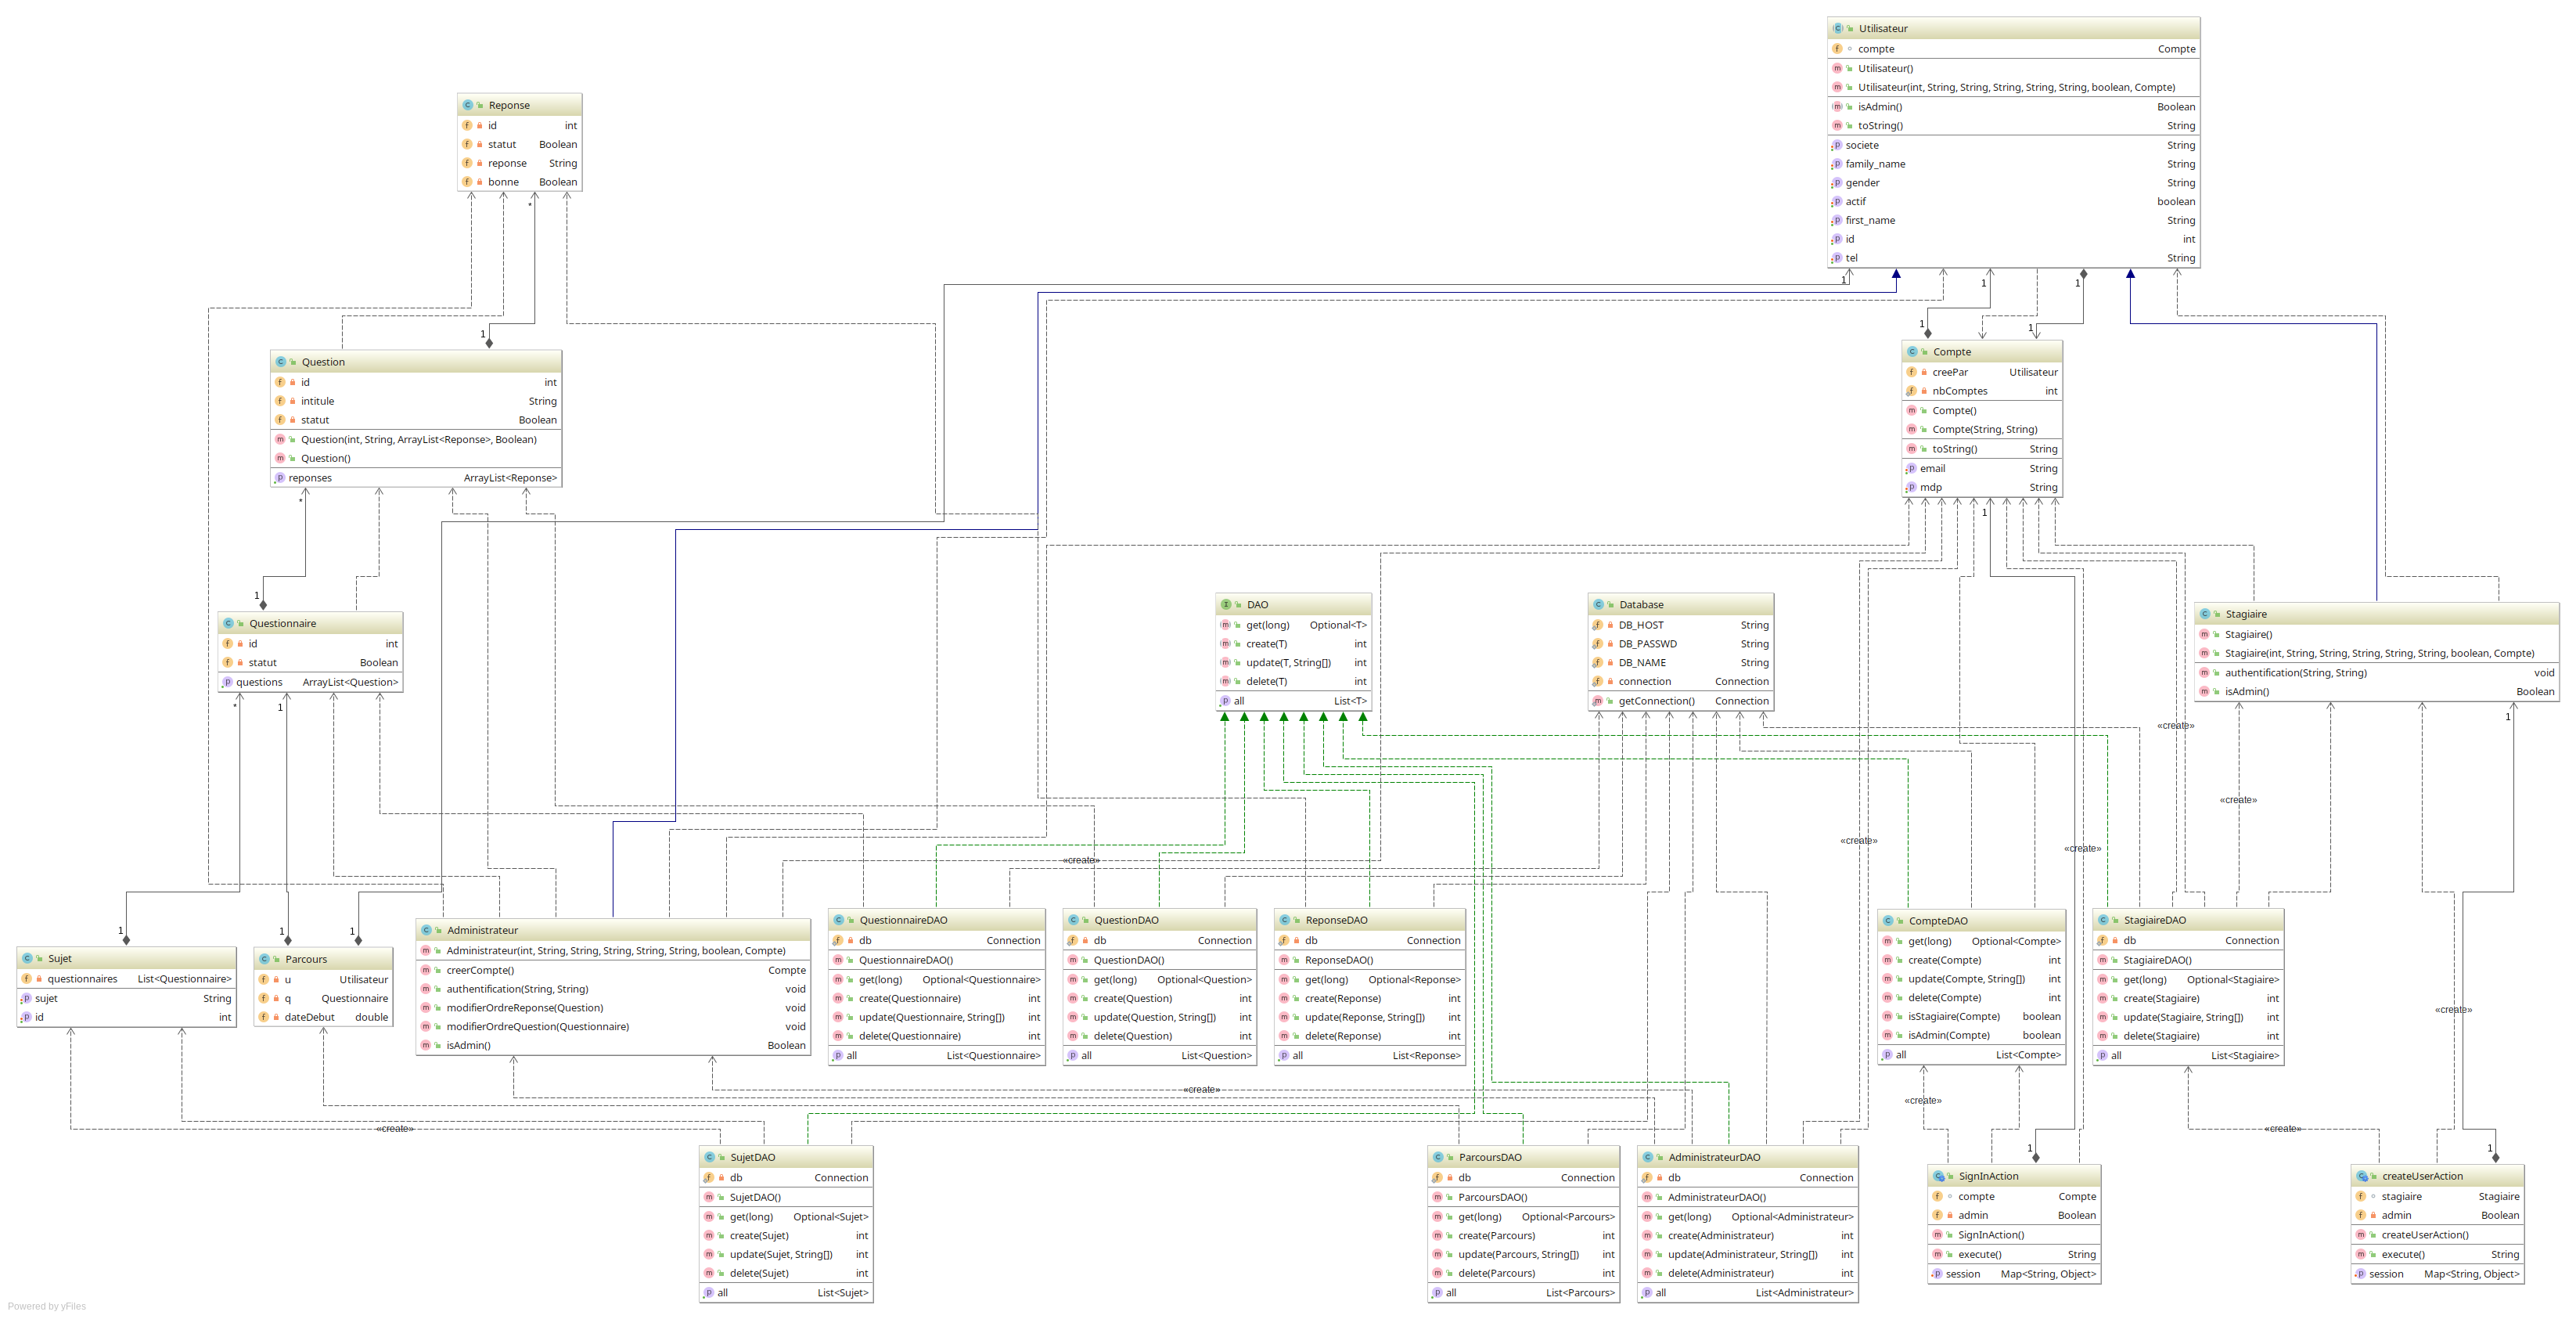 Utilisateur
compte Compte
Utilisateur()
Utilisateur(int, String, String, String, String, String, boolean, Compte)
isAdmin() Boolean
toString() String
societe String
family_name String
gender String
actif boolean
first_name String
id int
tel String
1
1
1
Reponse
id int
statut Boolean
reponse String
bonne Boolean
*
1
1
1
Question
id int
intitule String
statut Boolean
Question(int, String, ArrayList<Reponse>, Boolean)
Question()
reponses ArrayList<Reponse>
*
1
Compte
creePar Utilisateur
nbComptes int
Compte()
Compte(String, String)
toString() String
email String
mdp String
1
Questionnaire
id int
statut Boolean
questions ArrayList<Question>
*
1
DAO
get(long) Optional<T>
create(T) int
update(T, String[]) int
delete(T) int
all List<T>
Database
DB_HOST String
DB_PASSWD String
DB_NAME String
connection Connection
getConnection() Connection
Stagiaire
Stagiaire()
Stagiaire(int, String, String, String, String, String, boolean, Compte)
authentification(String, String) void
isAdmin() Boolean
1
«create»
«create»
«create»
«create»
«create»
«create»
1
1
1
Sujet
questionnaires List<Questionnaire>
sujet String
id int
Parcours
u Utilisateur
q Questionnaire
dateDebut double
Administrateur
Administrateur(int, String, String, String, String, String, boolean, Compte)
creerCompte() Compte
authentification(String, String) void
modifierOrdreReponse(Question) void
modifierOrdreQuestion(Questionnaire) void
isAdmin() Boolean
QuestionnaireDAO
db Connection
QuestionnaireDAO()
get(long) Optional<Questionnaire>
create(Questionnaire) int
update(Questionnaire, String[]) int
delete(Questionnaire) int
all List<Questionnaire>
QuestionDAO
db Connection
QuestionDAO()
get(long) Optional<Question>
create(Question) int
update(Question, String[]) int
delete(Question) int
all List<Question>
ReponseDAO
db Connection
ReponseDAO()
get(long) Optional<Reponse>
create(Reponse) int
update(Reponse, String[]) int
delete(Reponse) int
all List<Reponse>
CompteDAO
get(long) Optional<Compte>
create(Compte) int
update(Compte, String[]) int
delete(Compte) int
isStagiaire(Compte) boolean
isAdmin(Compte) boolean
all List<Compte>
StagiaireDAO
db Connection
StagiaireDAO()
get(long) Optional<Stagiaire>
create(Stagiaire) int
update(Stagiaire, String[]) int
delete(Stagiaire) int
all List<Stagiaire>
«create»
«create»
«create»
«create»
1
1
SujetDAO
db Connection
SujetDAO()
get(long) Optional<Sujet>
create(Sujet) int
update(Sujet, String[]) int
delete(Sujet) int
all List<Sujet>
ParcoursDAO
db Connection
ParcoursDAO()
get(long) Optional<Parcours>
create(Parcours) int
update(Parcours, String[]) int
delete(Parcours) int
all List<Parcours>
AdministrateurDAO
db Connection
AdministrateurDAO()
get(long) Optional<Administrateur>
create(Administrateur) int
update(Administrateur, String[]) int
delete(Administrateur) int
all List<Administrateur>
SignInAction
compte Compte
admin Boolean
SignInAction()
execute() String
session Map<String, Object>
createUserAction
stagiaire Stagiaire
admin Boolean
createUserAction()
execute() String
session Map<String, Object>
Powered by yFiles